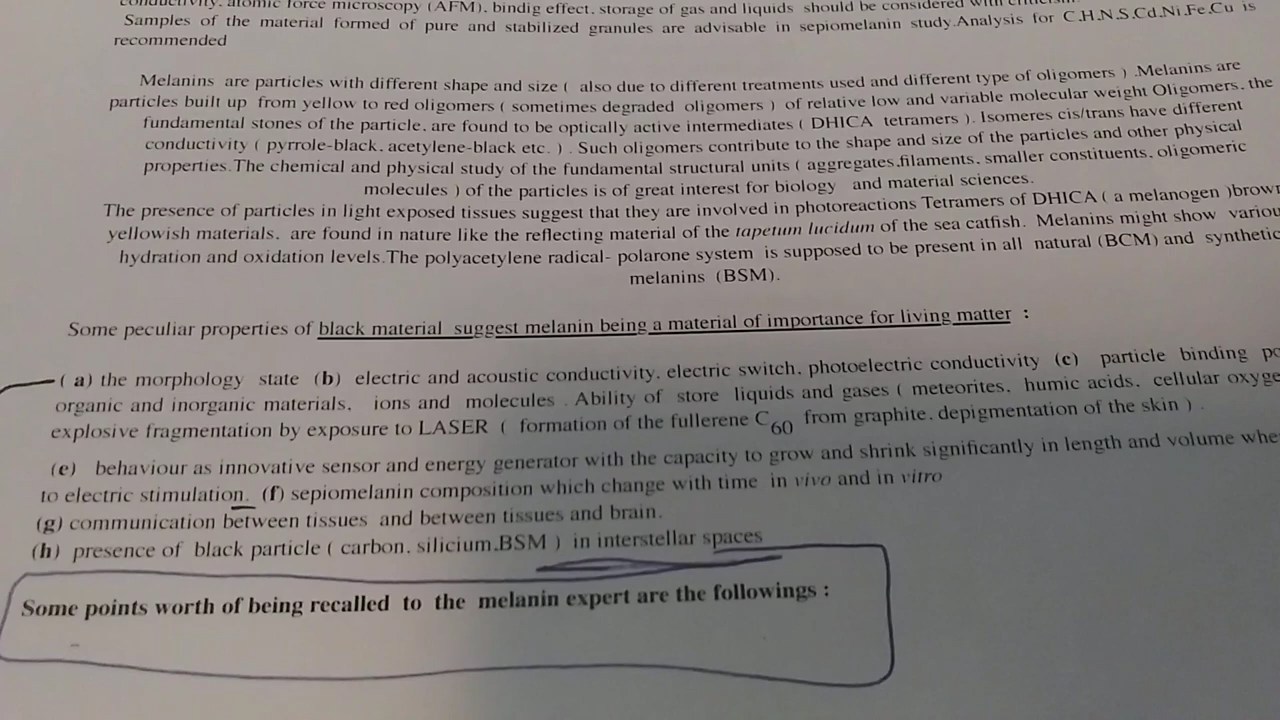 conductivity, atomic force microscopy (AFM), bindig effect, storage of gas and liquids should be considered with criticism.
Samples of the material formed of pure and stabilized granules are advisable in sepiomelanin study.Analysis for C.H.N.S.Cd.Ni.Fe.Cu is
recommended
Melanins are particles with different shape and size ( also due to different treatments used and different type of oligomers ) .Melanins are
particles built up from yellow to red oligomers ( sometimes degraded oligomers ) of relative low and variable molecular weight Oligomers, the
fundamental stones of the particle, are found to be optically active intermediates ( DHICA tetramers ). Isomeres cis/trans have different
conductivity ( pyrrole-black, acetylene-black etc. ) . Such oligomers contribute to the shape and size of the particles and other physical
properties.The chemical and physical study of the fundamental structural units ( aggregates,filaments, smaller constituents, oligomeric
molecules ) of the particles is of great interest for biology and material sciences.
The presence of particles in light exposed tissues suggest that they are involved in photoreactions Tetramers of DHICA ( a melanogen )brown
yellowish materials, are found in nature like the reflecting material of the tapetum lucidum of the sea catfish. Melanins might show variou
hydration and oxidation levels.The polyacetylene radical- polarone system is supposed to be present in all natural (BCM) and synthetic
melanins (BSM).
Some peculiar properties of black material suggest melanin being a material of importance for living matter :
( a) the morphology state (b) electric and acoustic conductivity, electric switch, photoelectric conductivity (c) particle binding po
organic and inorganic materials, ions and molecules . Ability of store liquids and gases ( meteorites, humic acids, cellular oxyge
explosive fragmentation by exposure to LASER ( formation of the fullerene C60 from graphite, depigmentation of the skin ) .
(e) behaviour as innovative sensor and energy generator with the capacity to grow and shrink significantly in length and volume whe
to electric stimulation. (f) sepiomelanin composition which change with time in vivo and in vitro
(g) communication between tissues and between tissues and brain.
(h) presence of black particle ( carbon, silicium,BSM ) in interstellar spaces
Some points worth of being recalled to the melanin expert are the followings :